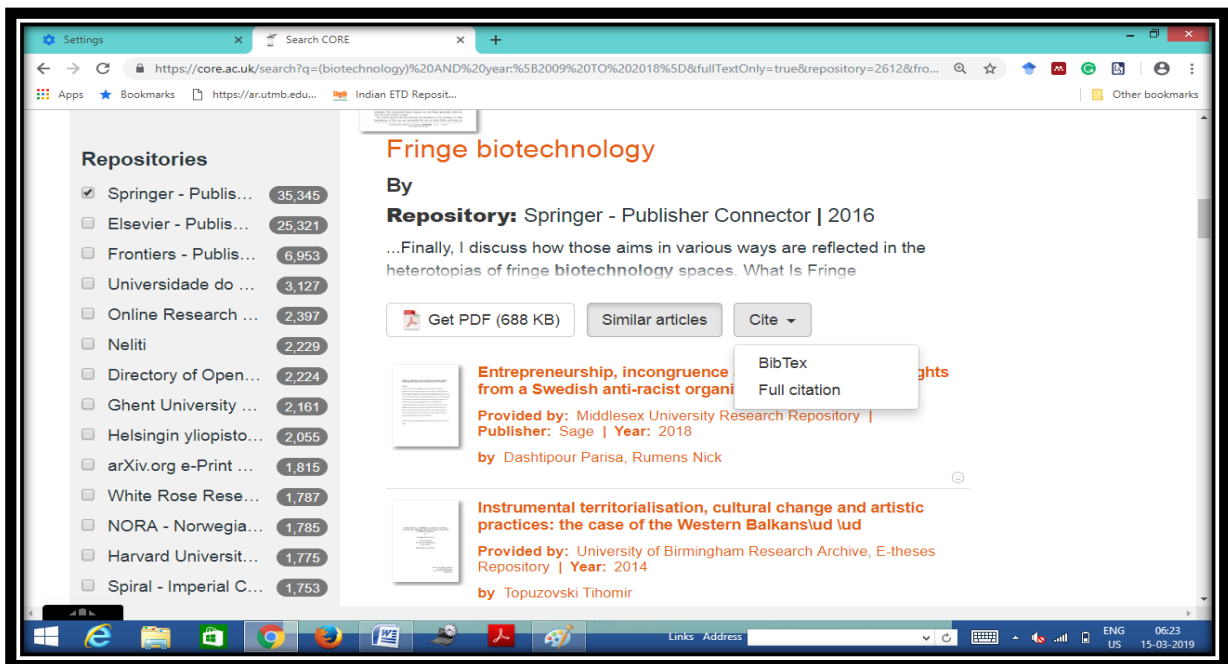 Settings
Search CORE
https://core.ac.uk/search?q=(biotechnology)%20AND%20year:%5B2009%20TO%202018%5D&fullTextOnly=true&repository=2612&fro...
Apps
Bookmarks
https://ar.utmb.edu...
Indian ETD Reposit...
Other bookmarks
Repositories
Springer - Publis... 35,345
Elsevier - Publis... 25,321
Frontiers - Publis... 6,953
Universidade do ... 3,127
Online Research ... 2,397
Neliti 2,229
Directory of Open... 2,224
Ghent University ... 2,161
Helsingin yliopisto... 2,055
arXiv.org e-Print ... 1,815
White Rose Rese... 1,787
NORA - Norwegia... 1,785
Harvard Universit... 1,775
Spiral - Imperial C... 1,753
Fringe biotechnology
By
Repository: Springer - Publisher Connector | 2016
...Finally, I discuss how those aims in various ways are reflected in the
heterotopias of fringe biotechnology spaces. What Is Fringe
Get PDF (688 KB)
Similar articles
Cite
BibTex
Full citation
Entrepreneurship, incongruence
from a Swedish anti-racist organi
Provided by: Middlesex University Research Repository |
Publisher: Sage | Year: 2018
by Dashtipour Parisa, Rumens Nick
Instrumental territorialisation, cultural change and artistic
practices: the case of the Western Balkans\ud \ud
Provided by: University of Birmingham Research Archive, E-theses
Repository | Year: 2014
by Topuzovski Tihomir
Links Address
ENG 06:23
US 15-03-2019